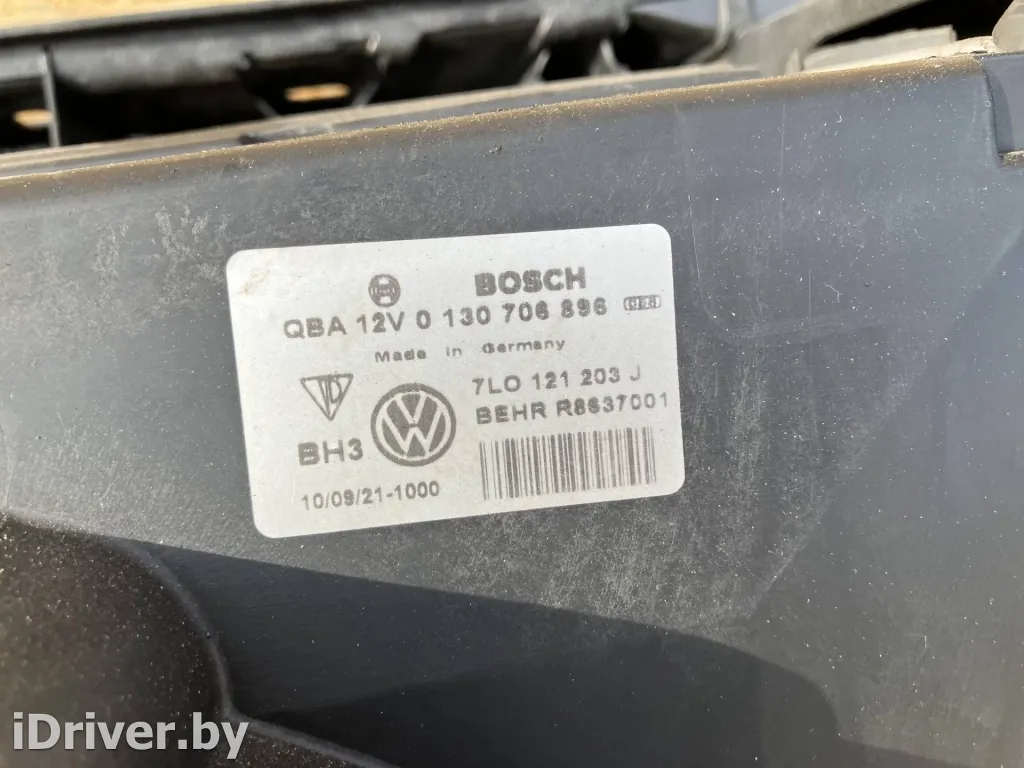 BOSCH
QBA 12V 0 130 706 896
Made in Germany
7L0 121 203 J
BEHR R8637001
BH3
10/09/21-1000
iDriver.by